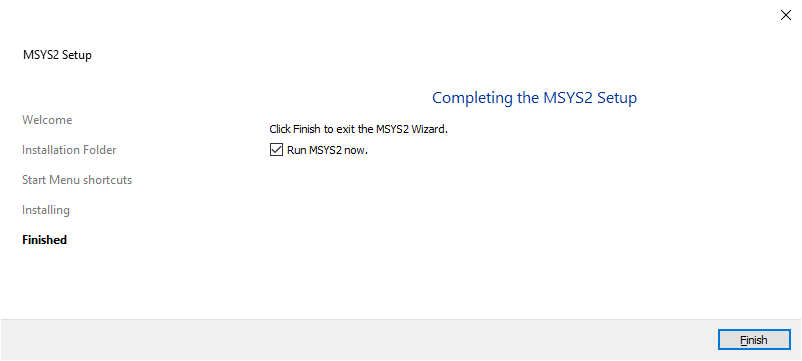 MSYS2 Setup
Completing the MSYS2 Setup
Welcome
Click Finish to exit the MSYS2 Wizard.
Installation Folder
Run MSYS2 now.
Start Menu shortcuts
Installing
Finished
Finish